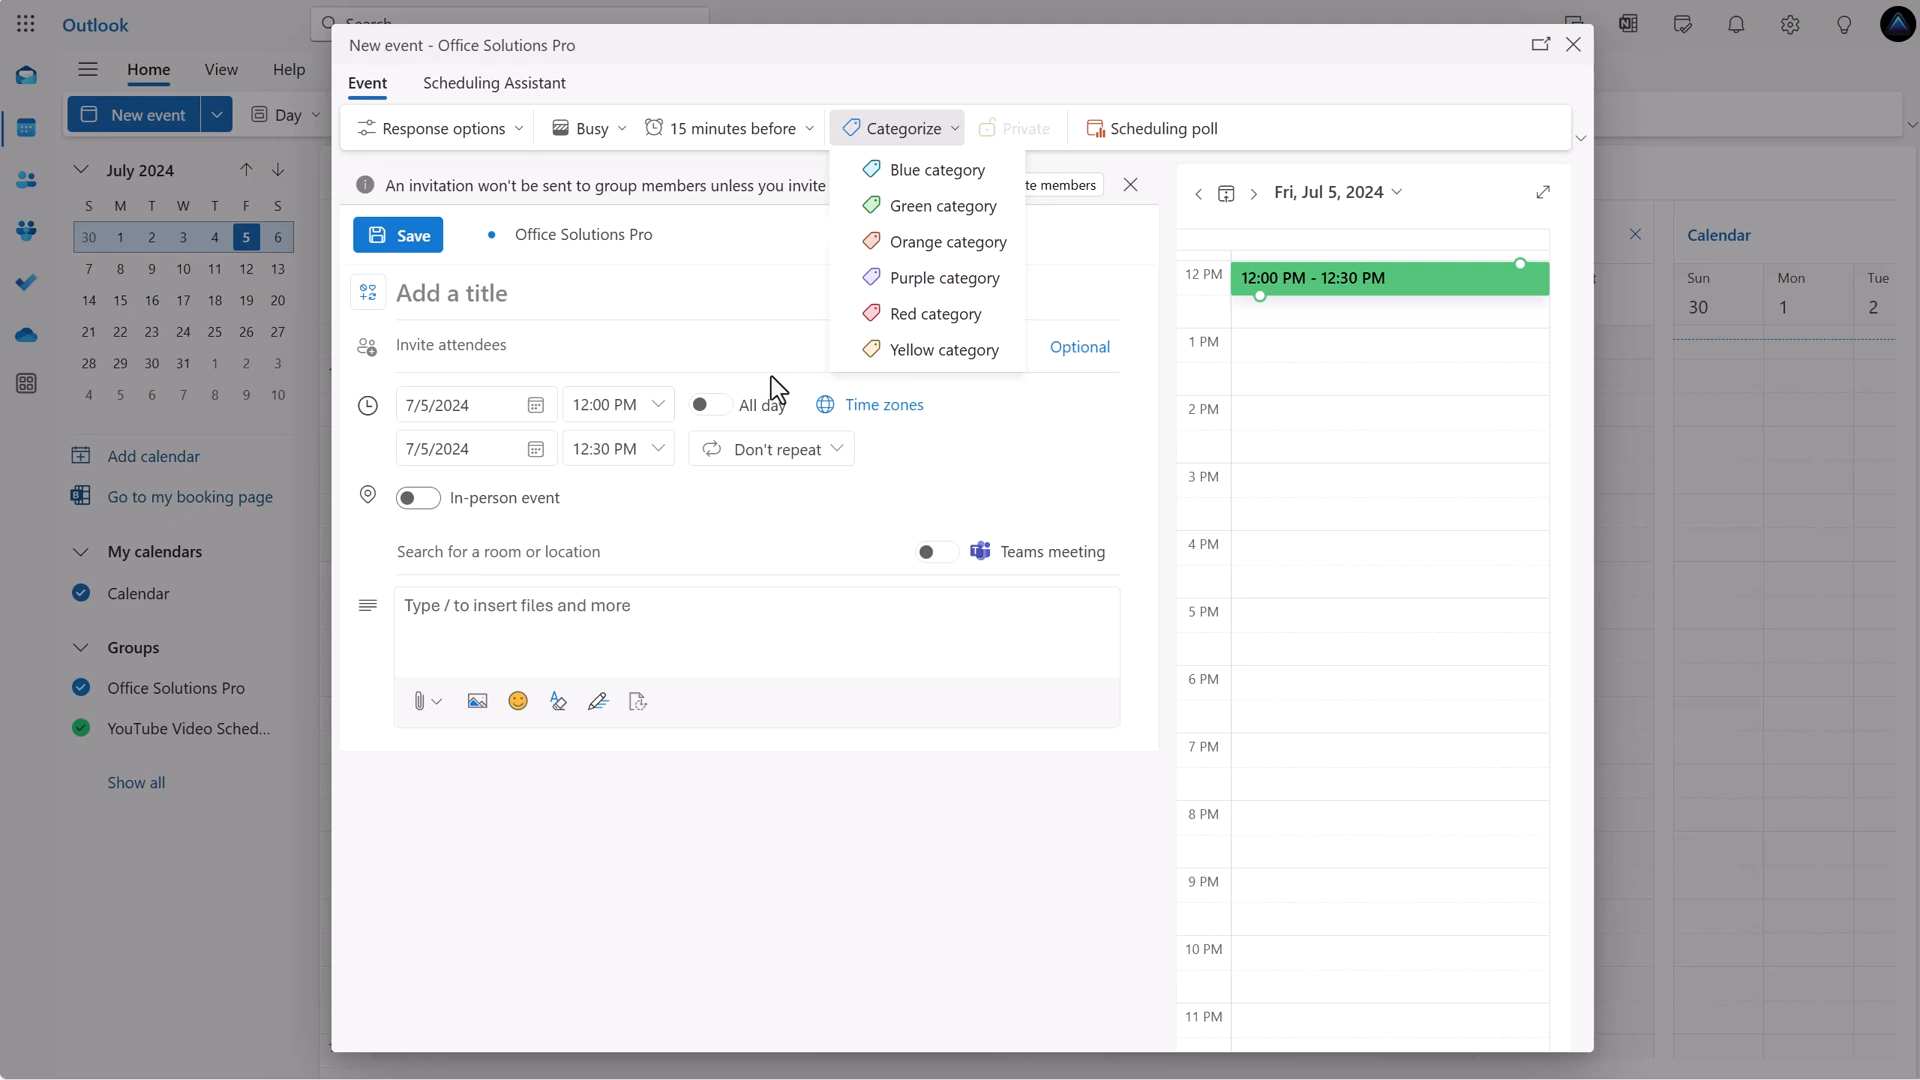 Outlook
Search
Home View Help
New event Day
July 2024
S M T W T F S
30 1 2 3 4 5 6
7 8 9 10 11 12 13
14 15 16 17 18 19 20
21 22 23 24 25 26 27
28 29 30 31 1 2 3
4 5 6 7 8 9 10
Add calendar
Go to my booking page
My calendars
Calendar
Groups
Office Solutions Pro
YouTube Video Sched...
Show all
New event - Office Solutions Pro
Event Scheduling Assistant
Response options Busy 15 minutes before Categorize Private Scheduling poll
Blue category
Green category
Orange category
Purple category
Red category
Yellow category
An invitation won't be sent to group members unless you invite
te members
Save Office Solutions Pro
Add a title
Invite attendees Optional
7/5/2024 12:00 PM All day Time zones
7/5/2024 12:30 PM Don't repeat
In-person event
Search for a room or location Teams meeting
Type / to insert files and more
Fri, Jul 5, 2024
12 PM 12:00 PM - 12:30 PM
1 PM
2 PM
3 PM
4 PM
5 PM
6 PM
7 PM
8 PM
9 PM
10 PM
11 PM
Calendar
Sun Mon Tue
30 1 2